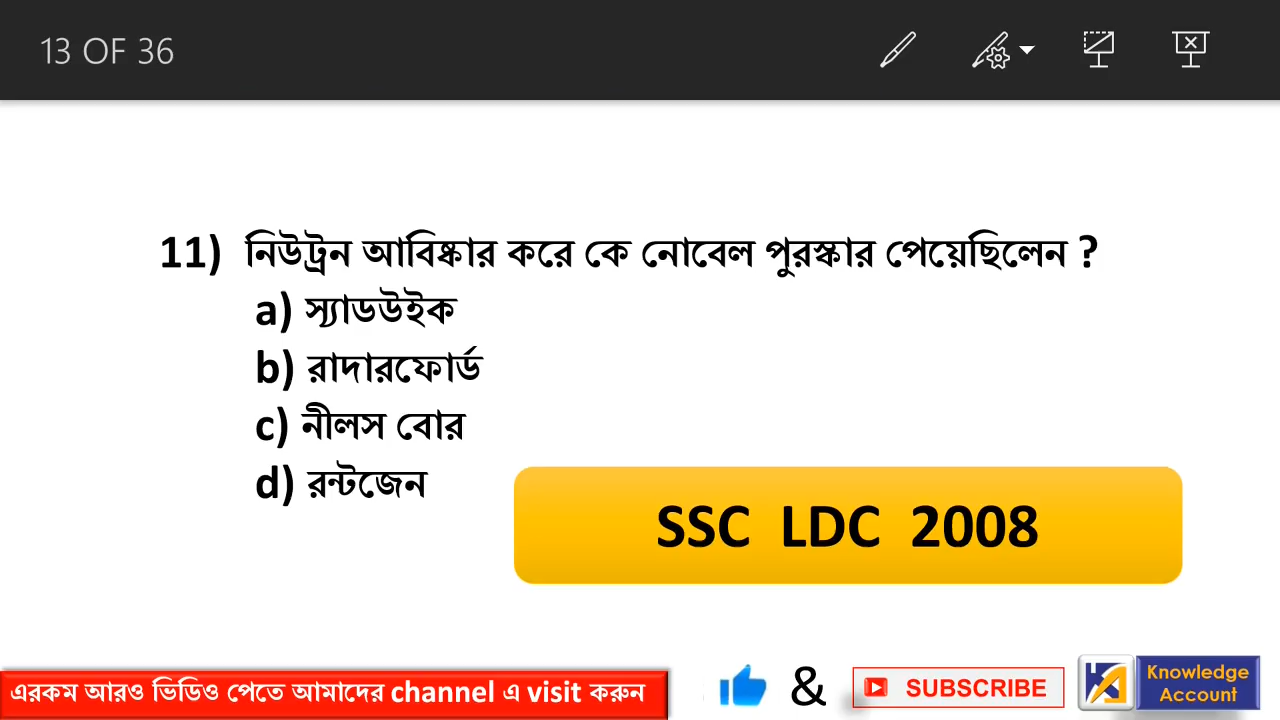 13 OF 36
11) নিউট্রন আবিষ্কার করে কে নোবেল পুরস্কার পেয়েছিলেন ?
a) স্যাডউইক
b) রাদারফোর্ড
c) নীলস বোর
d) রন্টজেন
SSC LDC 2008
এরকম আরও ভিডিও পেতে আমাদের channel এ visit করুন
& SUBSCRIBE
Knowledge
Account